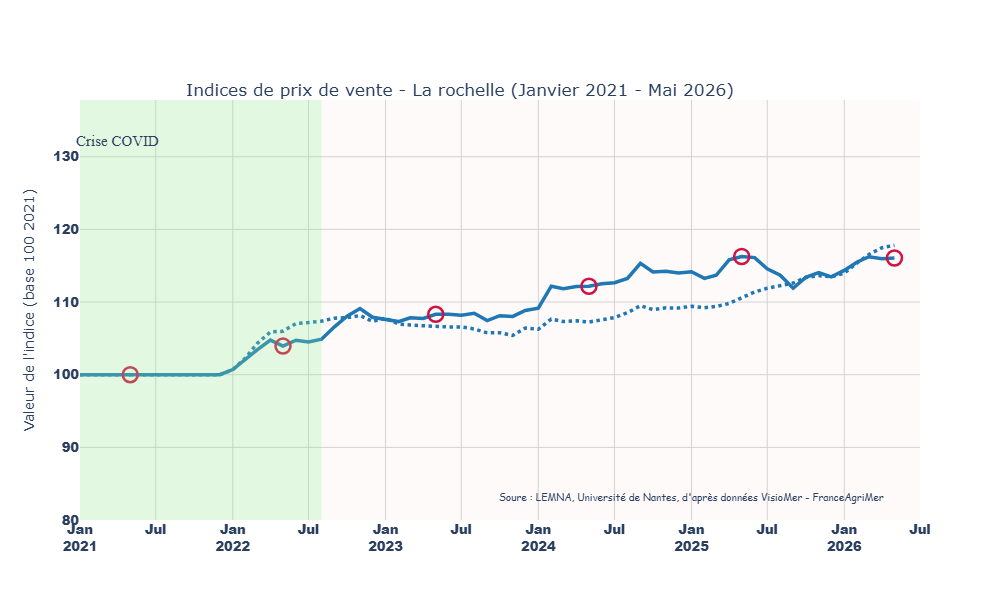 Indices de prix de vente - La rochelle (Janvier 2021 - Mai 2026)
Crise COVID
130
120
110
100
90
80
Valeur de l'indice (base 100 2021)
Soure : LEMNA, Université de Nantes, d'après données VisioMer - FranceAgriMer
Jan Jul Jan Jul Jan Jul Jan Jul Jan Jul Jan Jul
2021 2022 2023 2024 2025 2026